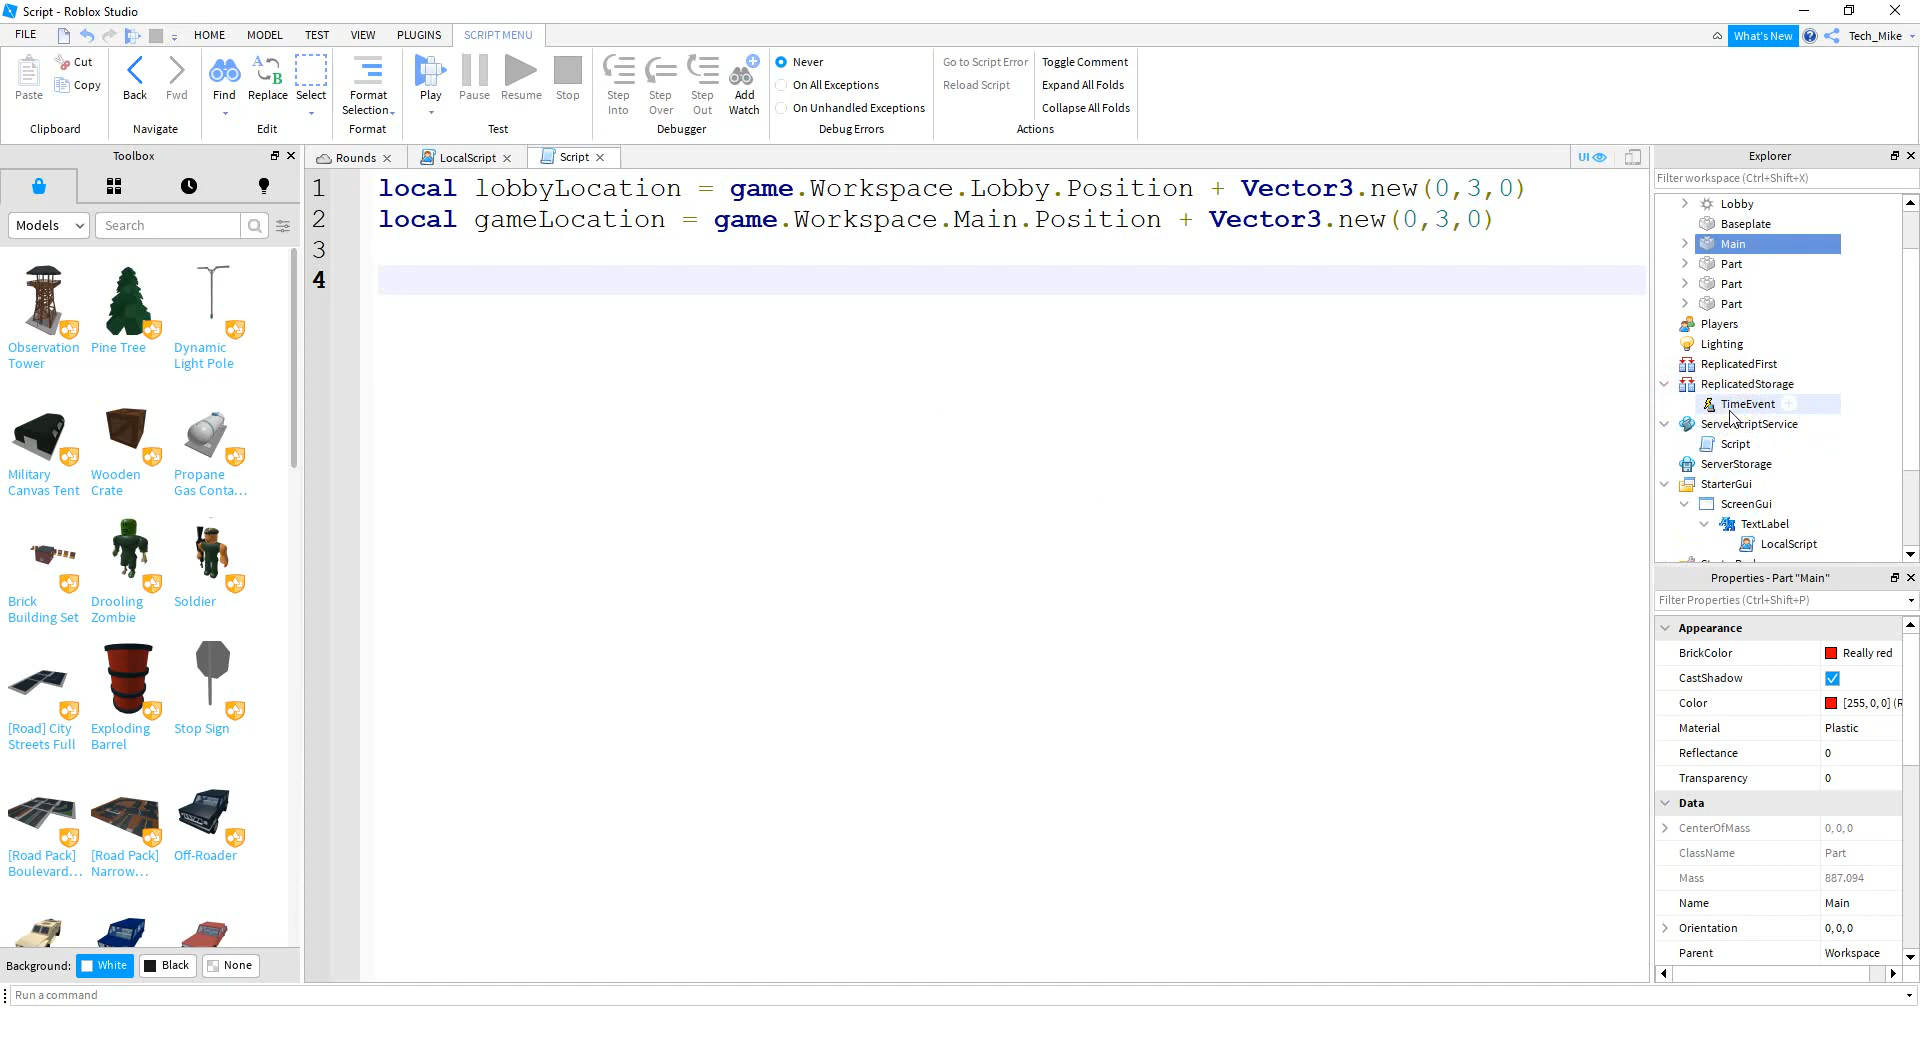 Script - Roblox Studio
FILE HOME MODEL TEST VIEW PLUGINS SCRIPT MENU What's New Tech_Mike
Paste Cut Copy Clipboard
Back Fwd Navigate
Find Replace Select Edit
Format Selection Format
Play Pause Resume Stop Test
Step Into Step Over Step Out Add Watch Debugger
Never
On All Exceptions
On Unhandled Exceptions
Debug Errors
Go to Script Error
Reload Script
Toggle Comment
Expand All Folds
Collapse All Folds
Actions
Toolbox
Models Search
Observation Tower
Pine Tree
Dynamic Light Pole
Military Canvas Tent
Wooden Crate
Propane Gas Conta...
Brick Building Set
Drooling Zombie
Soldier
[Road] City Streets Full
Exploding Barrel
Stop Sign
[Road Pack] Boulevard...
[Road Pack] Narrow...
Off-Roader
Background: White Black None
Run a command
Rounds LocalScript Script UI
1 local lobbyLocation = game.Workspace.Lobby.Position + Vector3.new(0,3,0)
2 local gameLocation = game.Workspace.Main.Position + Vector3.new(0,3,0)
3
4
Explorer
Filter workspace (Ctrl+Shift+X)
Lobby
Baseplate
Main
Part
Part
Part
Players
Lighting
ReplicatedFirst
ReplicatedStorage
TimeEvent
ServerScriptService
Script
ServerStorage
StarterGui
ScreenGui
TextLabel
LocalScript
Properties - Part "Main"
Filter Properties (Ctrl+Shift+P)
Appearance
BrickColor Really red
CastShadow
Color [255, 0, 0] (R
Material Plastic
Reflectance 0
Transparency 0
Data
CenterOfMass 0, 0, 0
ClassName Part
Mass 887.094
Name Main
Orientation 0, 0, 0
Parent Workspace